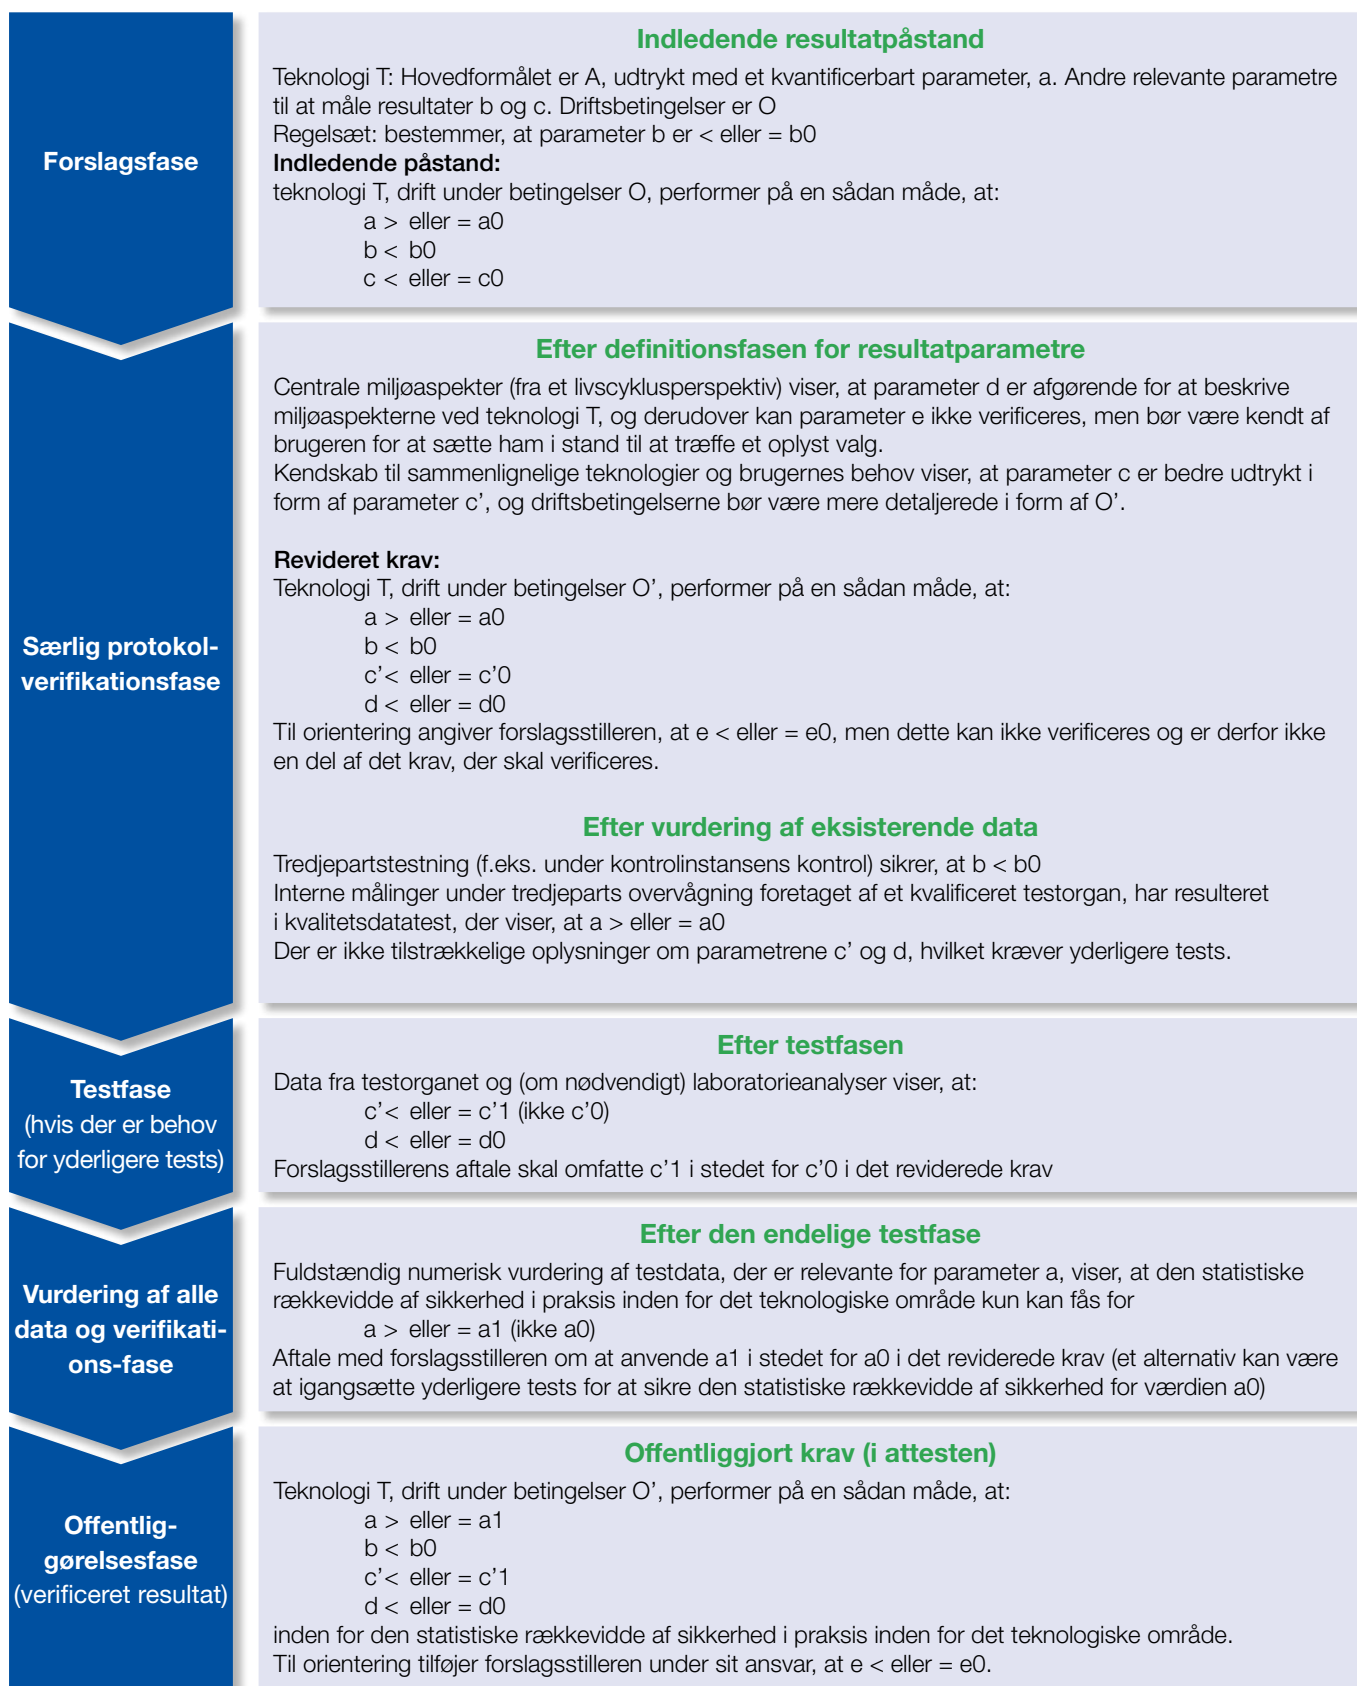 Forslagsfase
Indledende resultatpåstand
Teknologi T: Hovedformålet er A, udtrykt med et kvantificerbart parameter, a. Andre relevante parametre
til at måle resultater b og c. Driftsbetingelser er O
Regelsæt: bestemmer, at parameter b er < eller = b0
Indledende påstand:
teknologi T, drift under betingelser O, performer på en sådan måde, at:
a > eller = a0
b < b0
c < eller = c0
Særlig protokol-
verifikationsfase
Efter definitionsfasen for resultatparametre
Centrale miljøaspekter (fra et livscyklusperspektiv) viser, at parameter d er afgørende for at beskrive
miljøaspekterne ved teknologi T, og derudover kan parameter e ikke verificeres, men bør være kendt af
brugeren for at sætte ham i stand til at træffe et oplyst valg.
Kendskab til sammenlignelige teknologier og brugernes behov viser, at parameter c er bedre udtrykt i
form af parameter c’, og driftsbetingelserne bør være mere detaljerede i form af O’.
Revideret krav:
Teknologi T, drift under betingelser O’, performer på en sådan måde, at:
a > eller = a0
b < b0
c’< eller = c’0
d < eller = d0
Til orientering angiver forslagsstilleren, at e < eller = e0, men dette kan ikke verificeres og er derfor ikke
en del af det krav, der skal verificeres.
Efter vurdering af eksisterende data
Tredjepartstestning (f.eks. under kontrolinstansens kontrol) sikrer, at b < b0
Interne målinger under tredjeparts overvågning foretaget af et kvalificeret testorgan, har resulteret
i kvalitetsdatatest, der viser, at a > eller = a0
Der er ikke tilstrækkelige oplysninger om parametrene c’ og d, hvilket kræver yderligere tests.
Testfase
(hvis der er behov
for yderligere tests)
Efter testfasen
Data fra testorganet og (om nødvendigt) laboratorieanalyser viser, at:
c’< eller = c’1 (ikke c’0)
d < eller = d0
Forslagsstillerens aftale skal omfatte c’1 i stedet for c’0 i det reviderede krav
Vurdering af alle
data og verifikati-
ons-fase
Efter den endelige testfase
Fuldstændig numerisk vurdering af testdata, der er relevante for parameter a, viser, at den statistiske
rækkevidde af sikkerhed i praksis inden for det teknologiske område kun kan fås for
a > eller = a1 (ikke a0)
Aftale med forslagsstilleren om at anvende a1 i stedet for a0 i det reviderede krav (et alternativ kan være
at igangsætte yderligere tests for at sikre den statistiske rækkevidde af sikkerhed for værdien a0)
Offentlig-
gørelsesfase
(verificeret resultat)
Offentliggjort krav (i attesten)
Teknologi T, drift under betingelser O’, performer på en sådan måde, at:
a > eller = a1
b < b0
c’< eller = c’1
d < eller = d0
inden for den statistiske rækkevidde af sikkerhed i praksis inden for det teknologiske område.
Til orientering tilføjer forslagsstilleren under sit ansvar, at e < eller = e0.